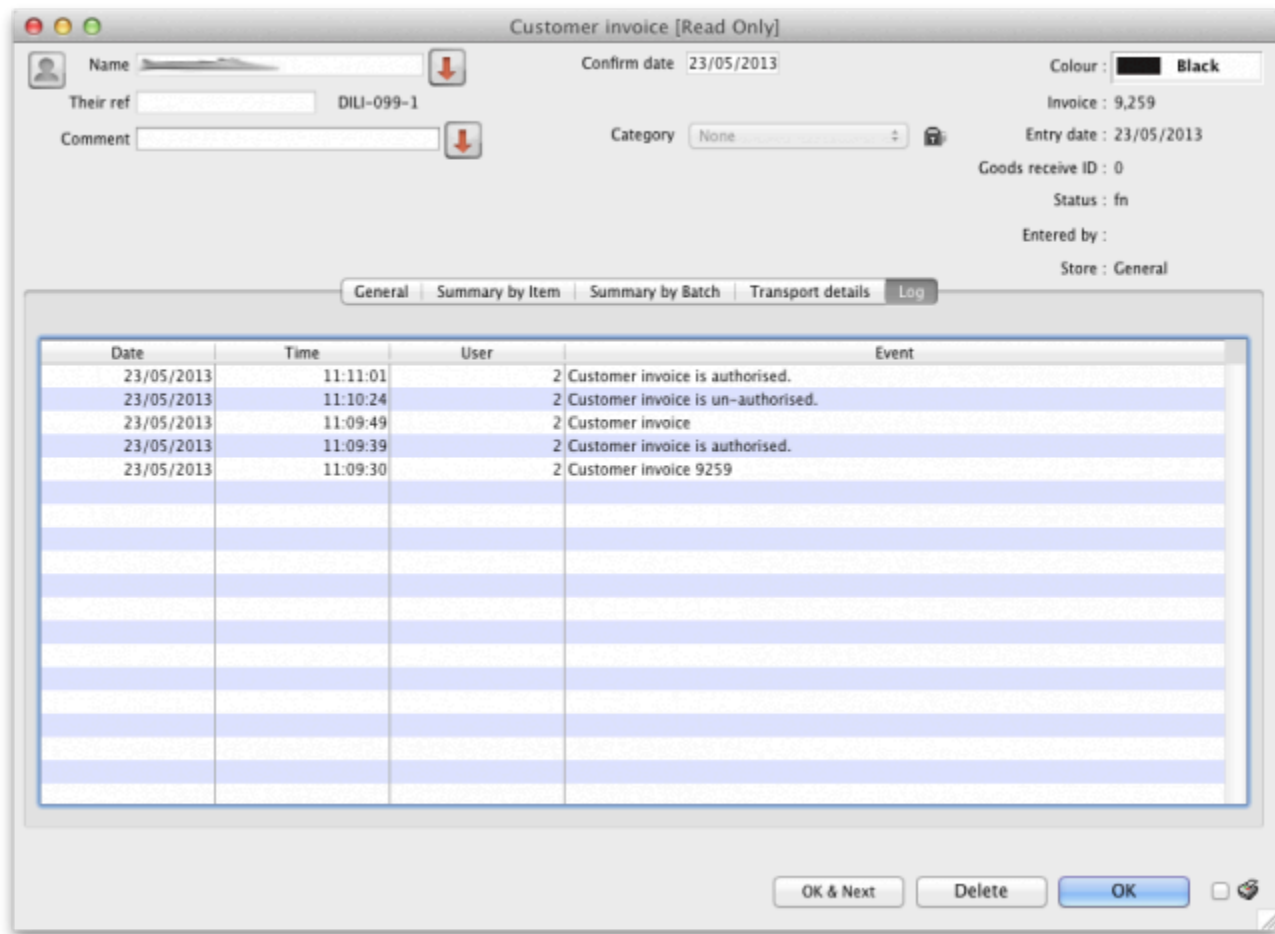 Customer invoice [Read Only]
Name
Confirm date 23/05/2013
Colour : Black
Their ref DILI-099-1
Invoice : 9,259
Comment
Category None
Entry date : 23/05/2013
Goods receive ID : 0
Status : fn
Entered by :
Store : General
General Summary by Item Summary by Batch Transport details Log
Date Time User Event
23/05/2013 11:11:01 2 Customer invoice is authorised.
23/05/2013 11:10:24 2 Customer invoice is un-authorised.
23/05/2013 11:09:49 2 Customer invoice
23/05/2013 11:09:39 2 Customer invoice is authorised.
23/05/2013 11:09:30 2 Customer invoice 9259
OK & Next Delete OK